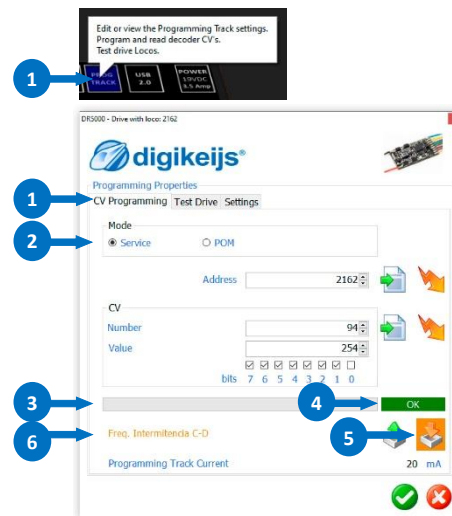 Edit or view the Programming Track settings.
Program and read decoder CV's.
Test drive Locos.
1
PROG
TRACK
USB
2.0
POWER
19VDC
3.5 Amp
DR5000 - Drive with loco: 2162
digikeijs®
Programming Properties
1
CV Programming Test Drive Settings
Mode
2
Service POM
Address 2162
CV
Number 94
Value 254
bits 7 6 5 4 3 2 1 0
3
4
OK
6
Freq. Intermitencia C-D
5
Programming Track Current 20 mA